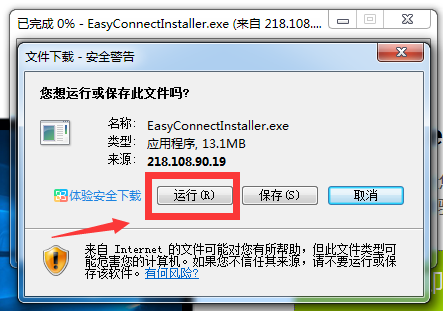 已完成 0% - EasyConnectInstaller.exe (来自 218.108....
文件下载 - 安全警告
您想运行或保存此文件吗?
名称: EasyConnectInstaller.exe
类型: 应用程序, 13.1MB
来源: 218.108.90.19
体验安全下载 运行(R) 保存(S) 取消
来自 Internet 的文件可能对您有所帮助，但此文件类型可
能危害您的计算机。如果您不信任其来源，请不要运行或保
存该软件。有何风险?